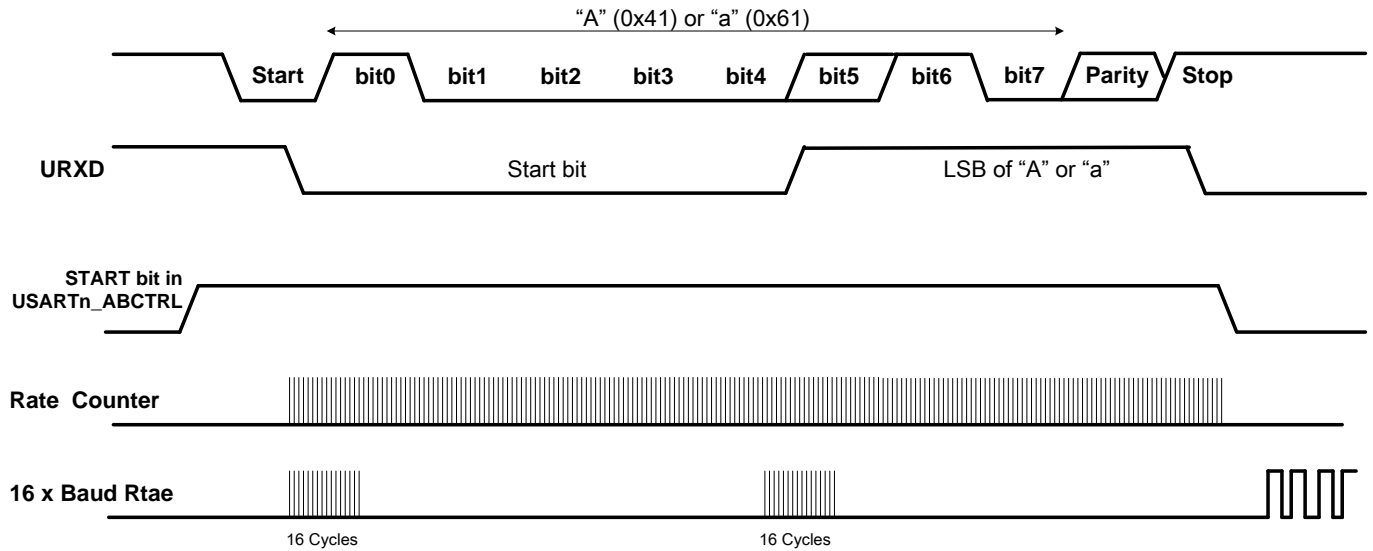 “A” (0x41) or “a” (0x61)
Start bit0 bit1 bit2 bit3 bit4 bit5 bit6 bit7 Parity Stop
URXD Start bit LSB of “A” or “a”
START bit in
USARTn_ABCTRL
Rate Counter
16 x Baud Rtae
16 Cycles 16 Cycles